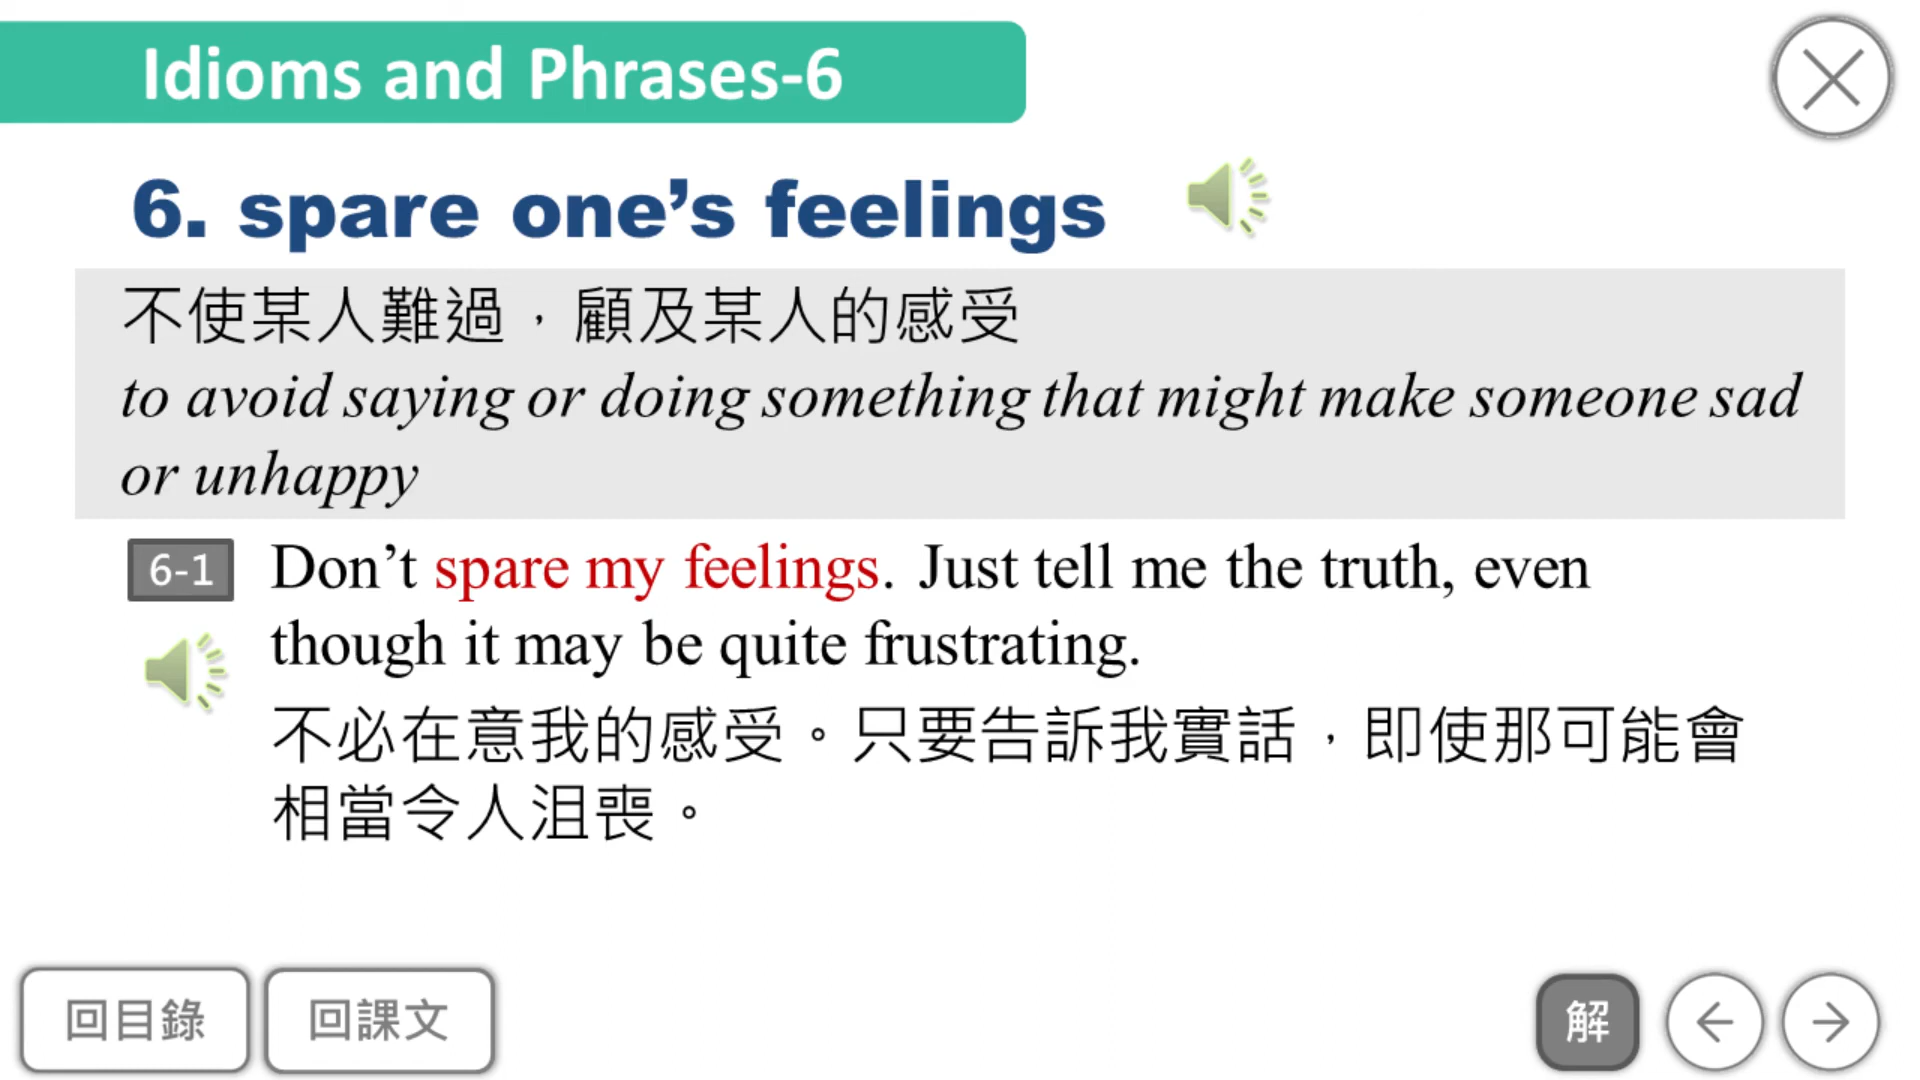 Idioms and Phrases-6
6. spare one’s feelings
不使某人難過，顧及某人的感受
to avoid saying or doing something that might make someone sad
or unhappy
6-1 Don’t spare my feelings. Just tell me the truth, even
though it may be quite frustrating.
不必在意我的感受。只要告訴我實話，即使那可能會
相當令人沮喪。
回目錄 回課文 解